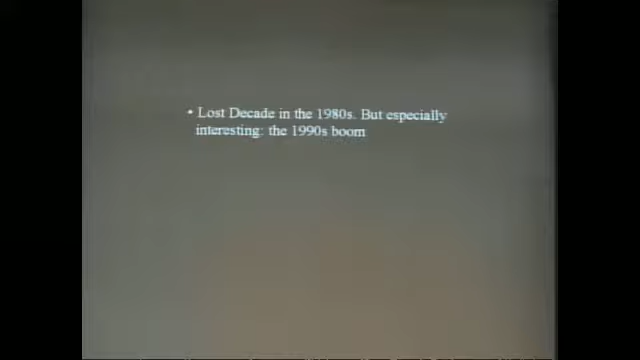 • Lost Decade in the 1980s. But especially
interesting: the 1990s boom